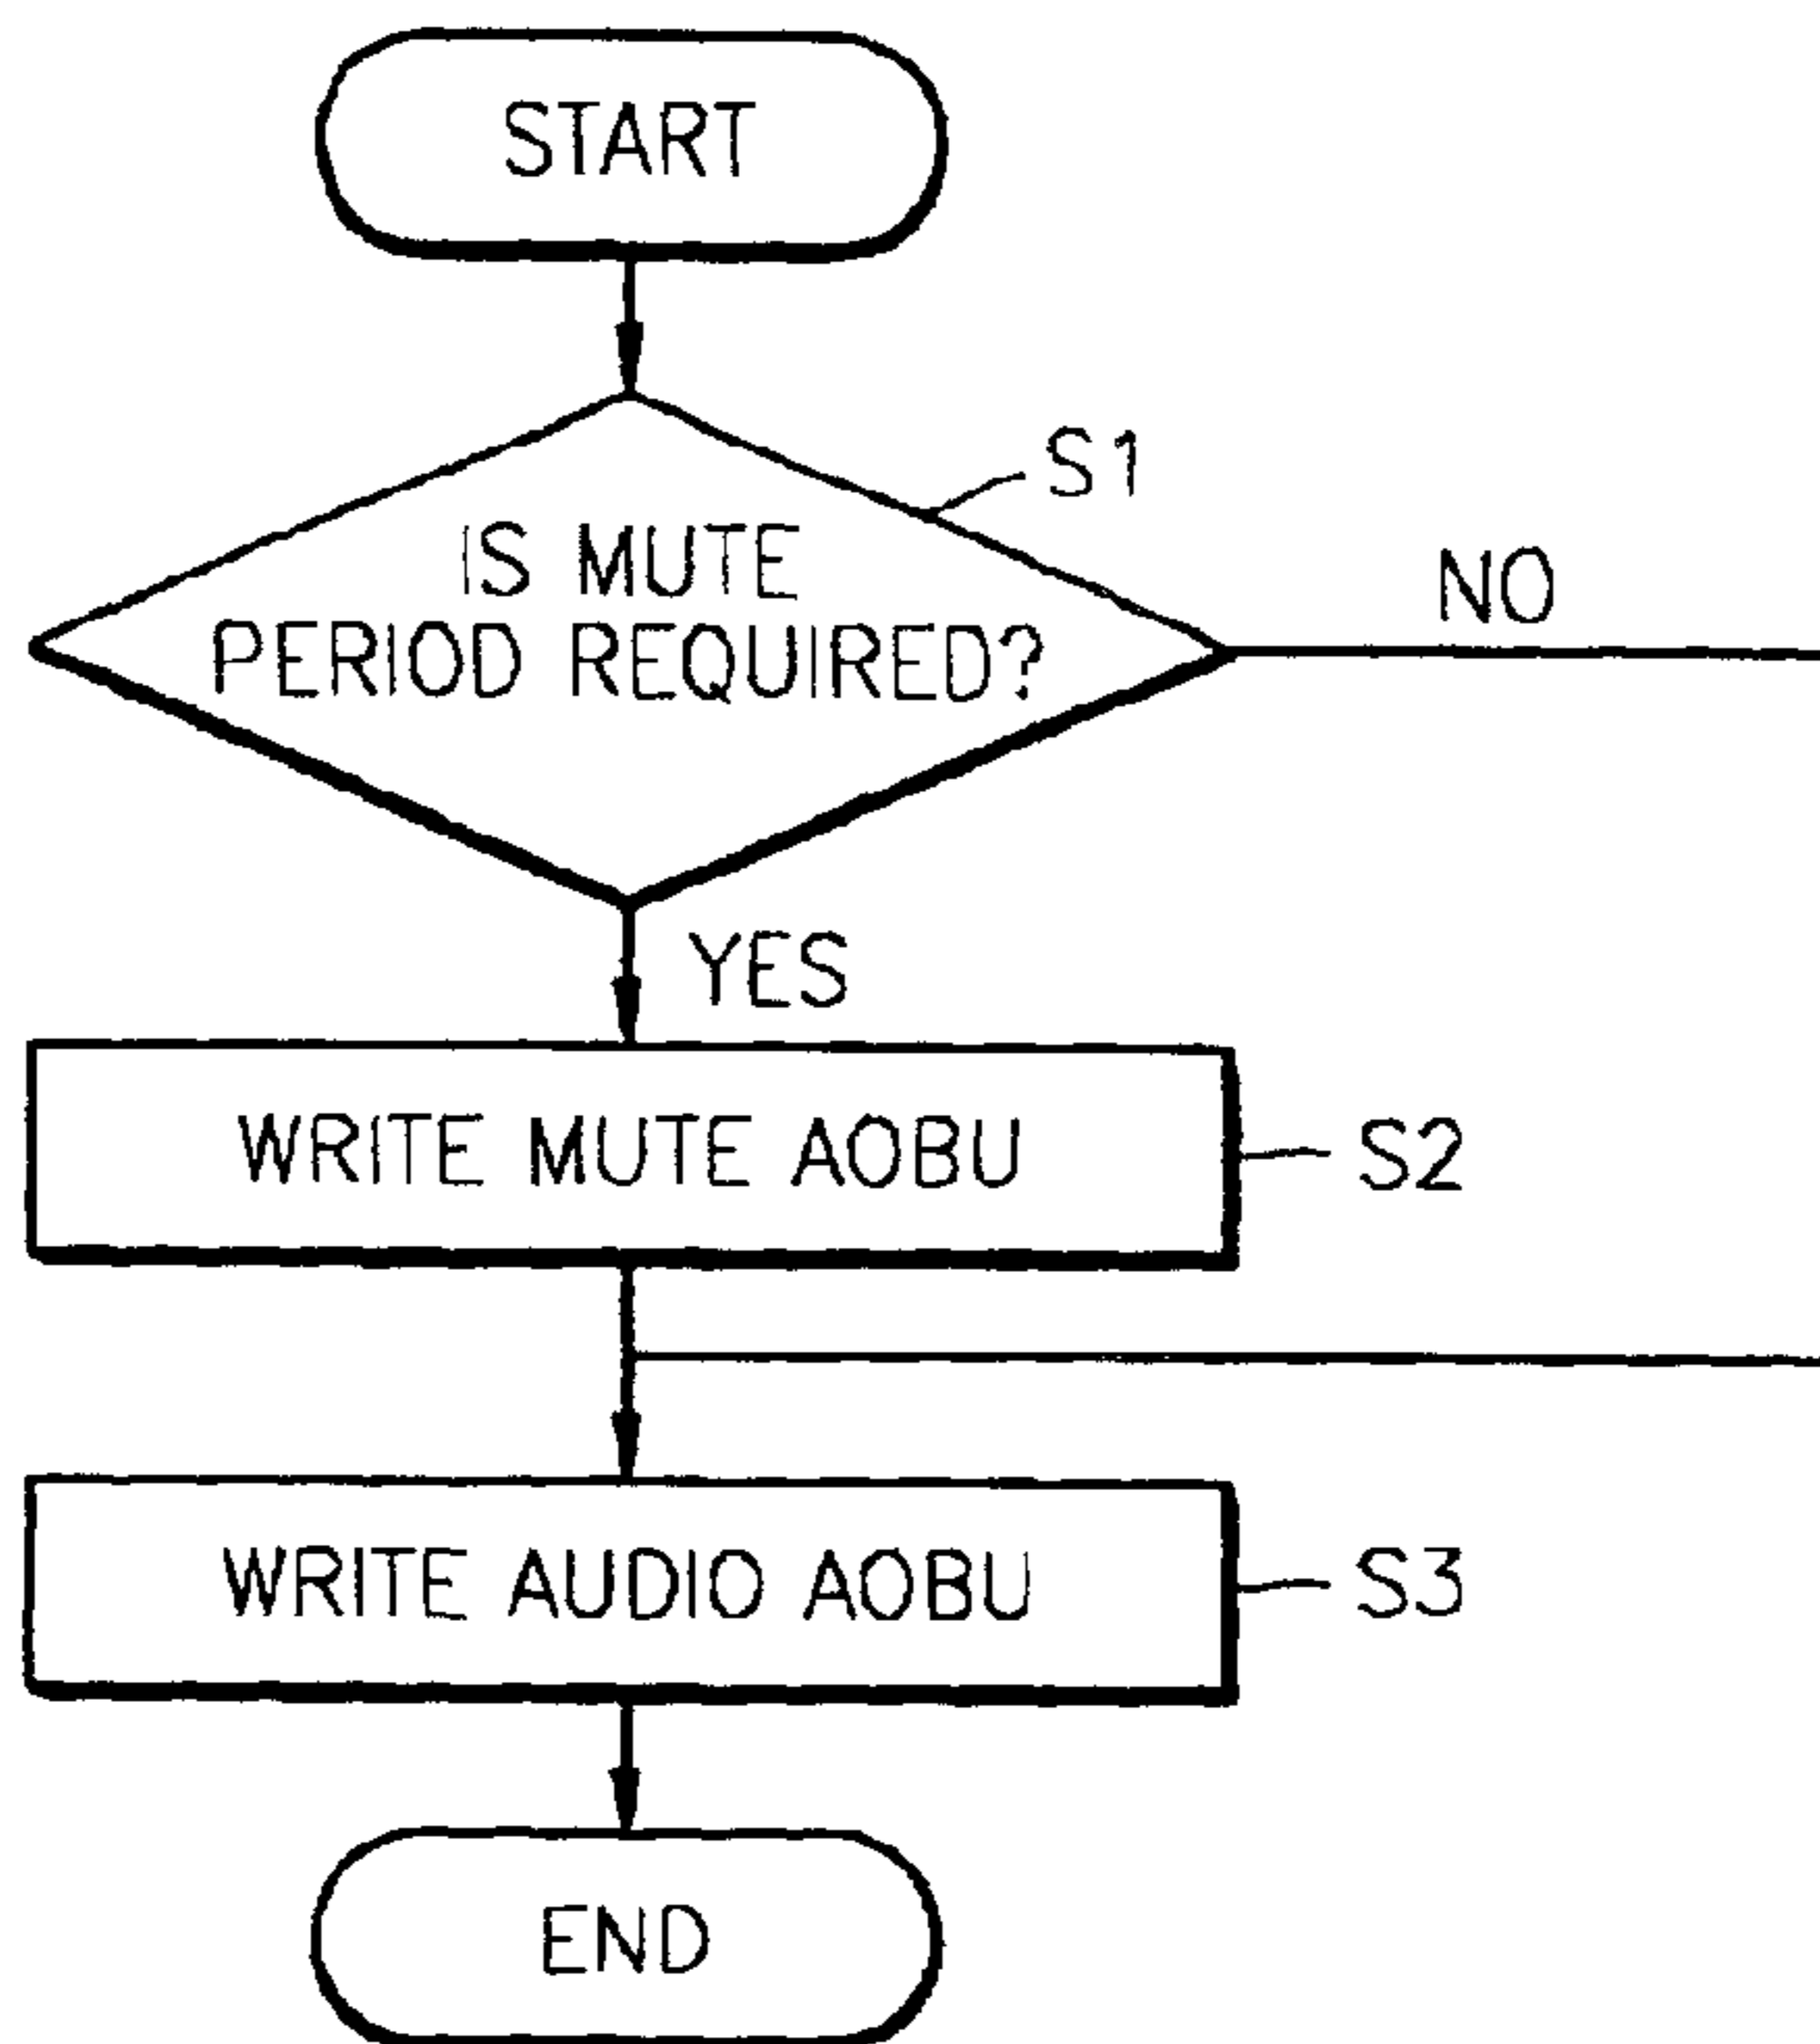 START
S1
IS MUTE
PERIOD REQUIRED?
NO
YES
WRITE MUTE AOBU
S2
WRITE AUDIO AOBU
S3
END